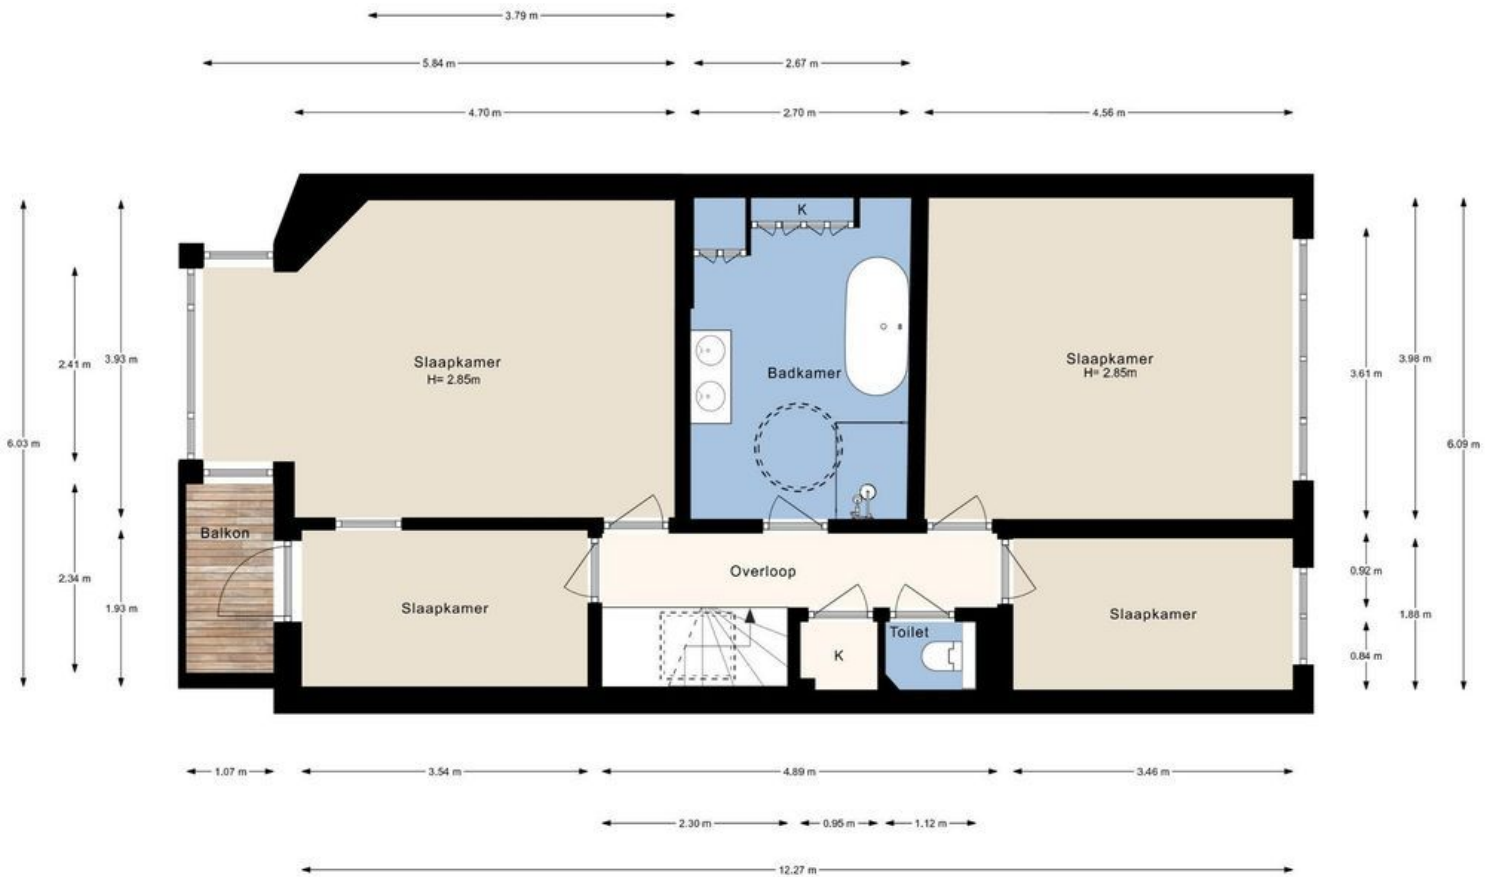 3.79 m
5.84 m
2.67 m
4.70 m
2.70 m
4.56 m
K
Slaapkamer
H= 2.85m
Badkamer
Slaapkamer
H= 2.85m
2.41 m
3.93 m
6.03 m
3.61 m
3.98 m
6.09 m
Balkon
Overloop
2.34 m
1.93 m
Slaapkamer
Slaapkamer
Toilet
K
0.92 m
1.88 m
0.84 m
1.07 m
3.54 m
4.89 m
3.46 m
2.30 m
0.95 m
1.12 m
12.27 m